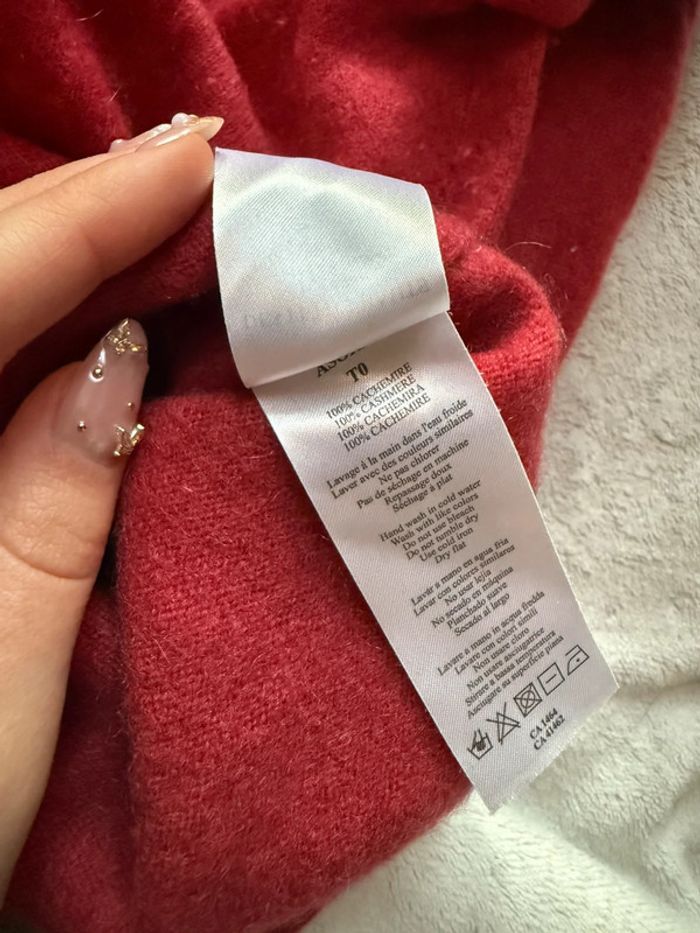 T0
100% CACHEMIRE
100% CASHMERE
100% CACHEMIRA
100% CACHEMIRE
Lavage à la main dans l'eau froide
Laver avec des couleurs similaires
Ne pas chlorer
Pas de séchage en machine
Repassage doux
Séchage à plat
Hand wash in cold water
Wash with like colors
Do not use bleach
Do not tumble dry
Use cold iron
Dry flat
Lavar a mano en agua fria
Lavar con colores similares
No usar lejia
No secado en máquina
Planchado suave
Secado al largo
Lavare a mano in acqua fredda
Lavare con colori simili
Non usare cloro
Non usare asciugatrice
Stirare a bassa temperatura
Asciugare su superficie piana
CA 1464
CA 41462